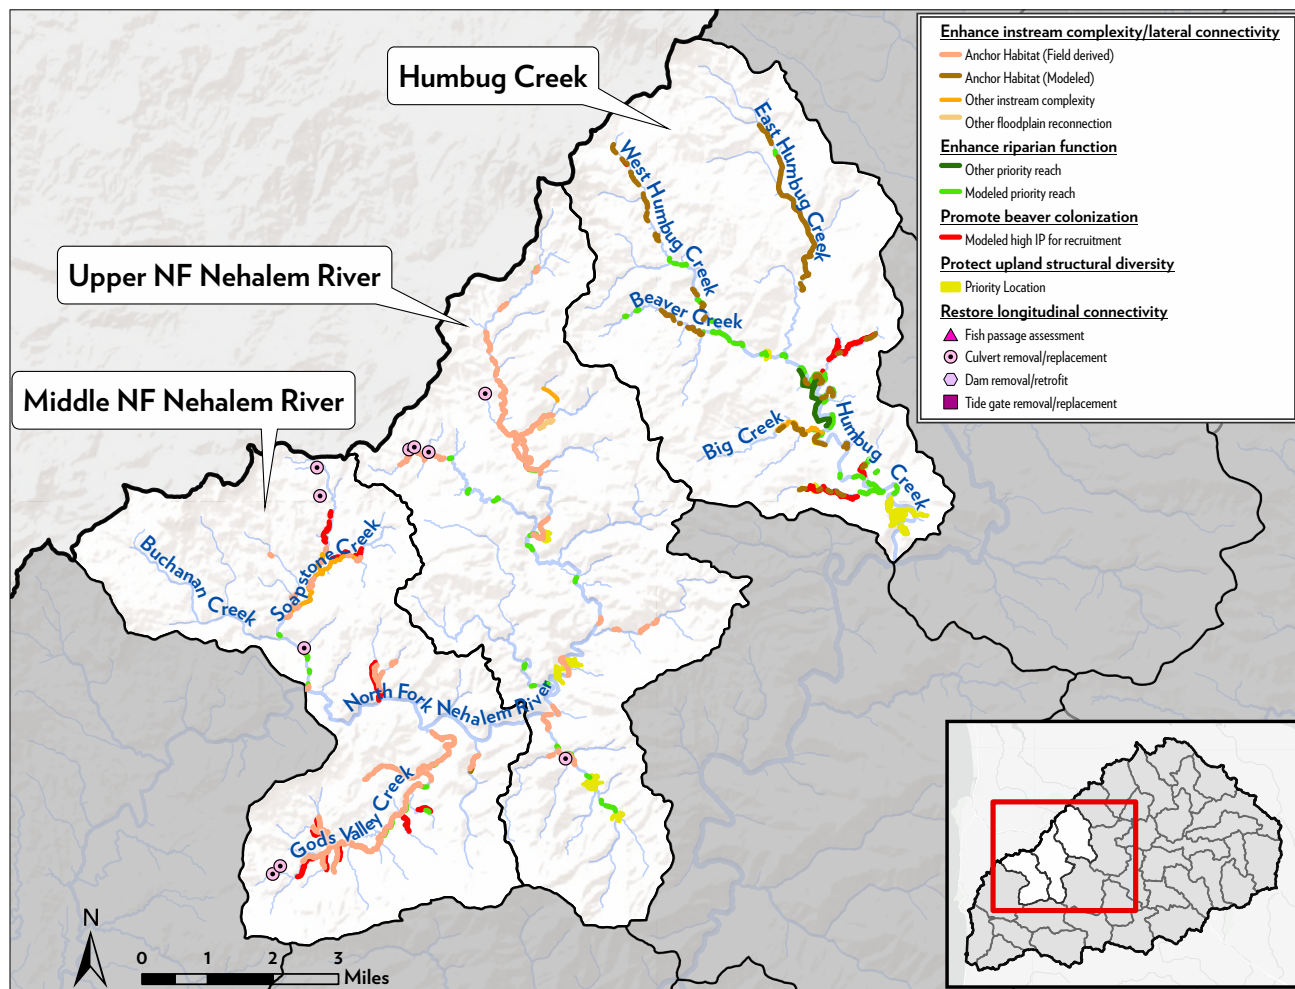 Humbug Creek
Upper NF Nehalem River
Middle NF Nehalem River
East Humbug Creek
West Humbug Creek
Beaver Creek
Big Creek
Humbug Creek
Buchanan Creek
Soapstone Creek
North Fork Nehalem River
Gods Valley Creek
Enhance instream complexity/lateral connectivity
Anchor Habitat (Field derived)
Anchor Habitat (Modeled)
Other instream complexity
Other floodplain reconnection
Enhance riparian function
Other priority reach
Modeled priority reach
Promote beaver colonization
Modeled high IP for recruitment
Protect upland structural diversity
Priority Location
Restore longitudinal connectivity
Fish passage assessment
Culvert removal/replacement
Dam removal/retrofit
Tide gate removal/replacement
N
0 1 2 3
Miles